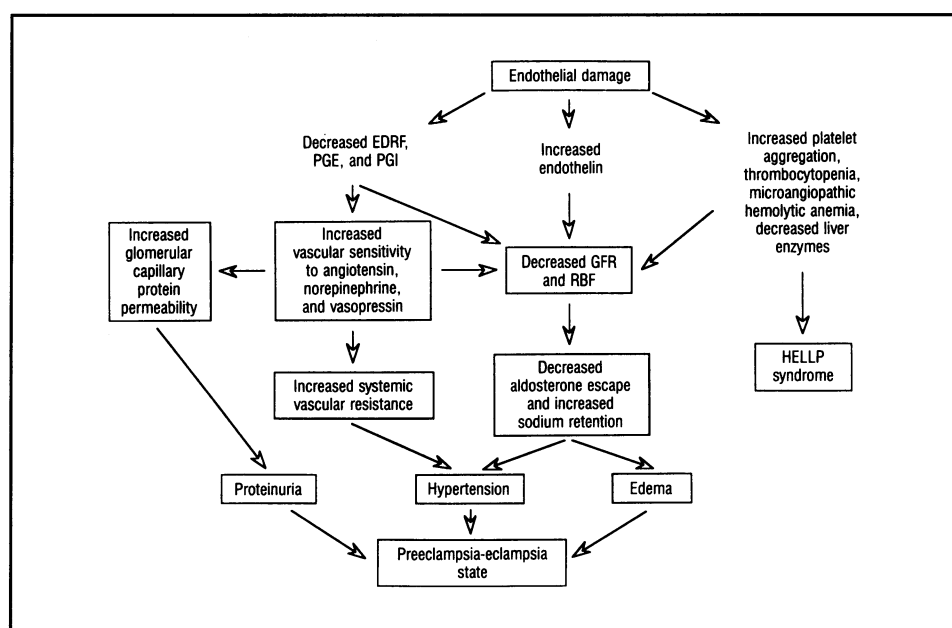 Endothelial damage
Decreased EDRF,
PGE, and PGI
Increased
endothelin
Increased platelet
aggregation,
thrombocytopenia,
microangiopathic
hemolytic anemia,
decreased liver
enzymes
Increased
glomerular
capillary
protein
permeability
Increased
vascular sensitivity
to angiotensin,
norepinephrine,
and vasopressin
Decreased GFR
and RBF
Increased systemic
vascular resistance
Decreased
aldosterone escape
and increased
sodium retention
HELLP
syndrome
Proteinuria
Hypertension
Edema
Preeclampsia-eclampsia
state